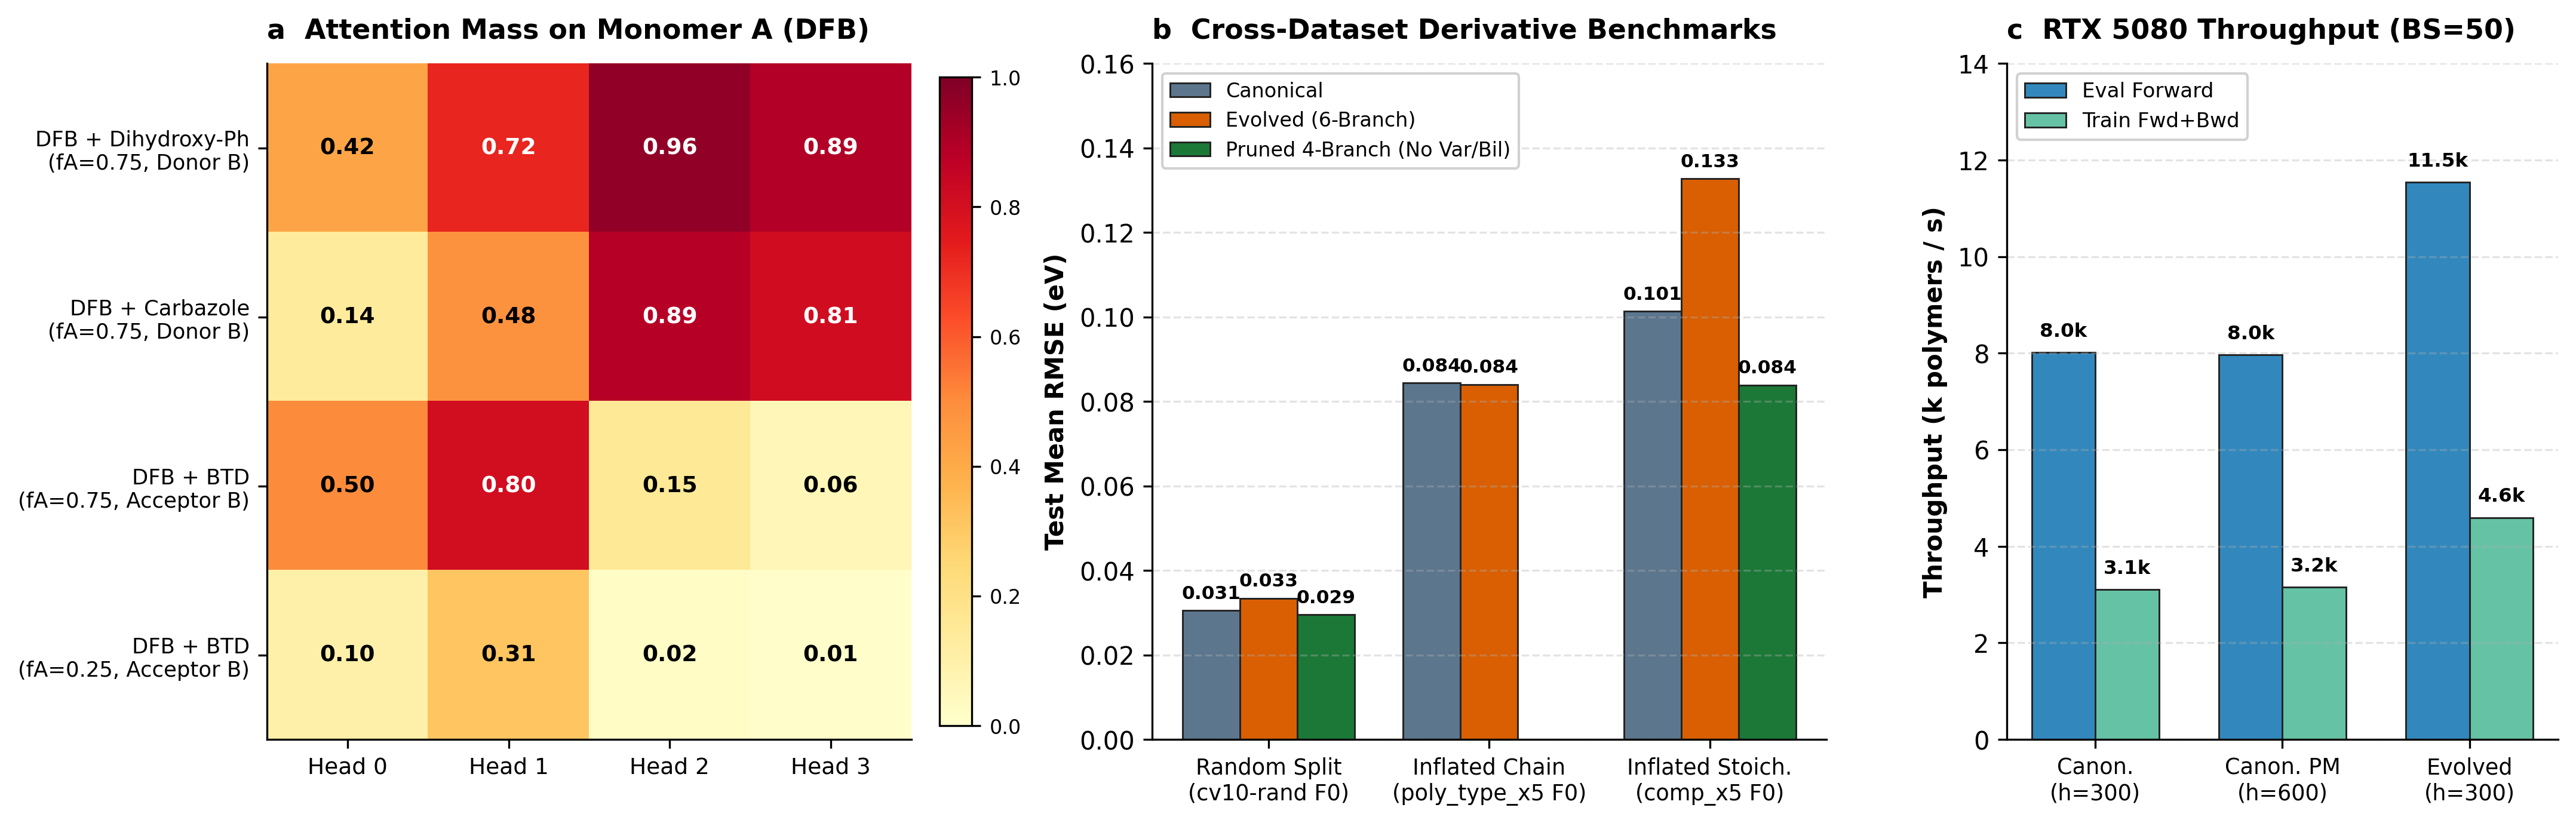 a Attention Mass on Monomer A (DFB)
DFB + Dihydroxy-Ph
(fA=0.75, Donor B)
0.42 0.72 0.96 0.89
DFB + Carbazole
(fA=0.75, Donor B)
0.14 0.48 0.89 0.81
DFB + BTD
(fA=0.75, Acceptor B)
0.50 0.80 0.15 0.06
DFB + BTD
(fA=0.25, Acceptor B)
0.10 0.31 0.02 0.01
Head 0 Head 1 Head 2 Head 3
1.0
0.8
0.6
0.4
0.2
0.0
b Cross-Dataset Derivative Benchmarks
Test Mean RMSE (eV)
0.16
0.14
0.12
0.10
0.08
0.06
0.04
0.02
0.00
Canonical
Evolved (6-Branch)
Pruned 4-Branch (No Var/Bil)
0.031 0.033 0.029
0.084 0.084
0.101 0.133 0.084
Random Split
(cv10-rand F0)
Inflated Chain
(poly_type_x5 F0)
Inflated Stoich.
(comp_x5 F0)
c RTX 5080 Throughput (BS=50)
Throughput (k polymers / s)
14
12
10
8
6
4
2
0
Eval Forward
Train Fwd+Bwd
8.0k 3.1k
8.0k 3.2k
11.5k 4.6k
Canon.
(h=300)
Canon. PM
(h=600)
Evolved
(h=300)